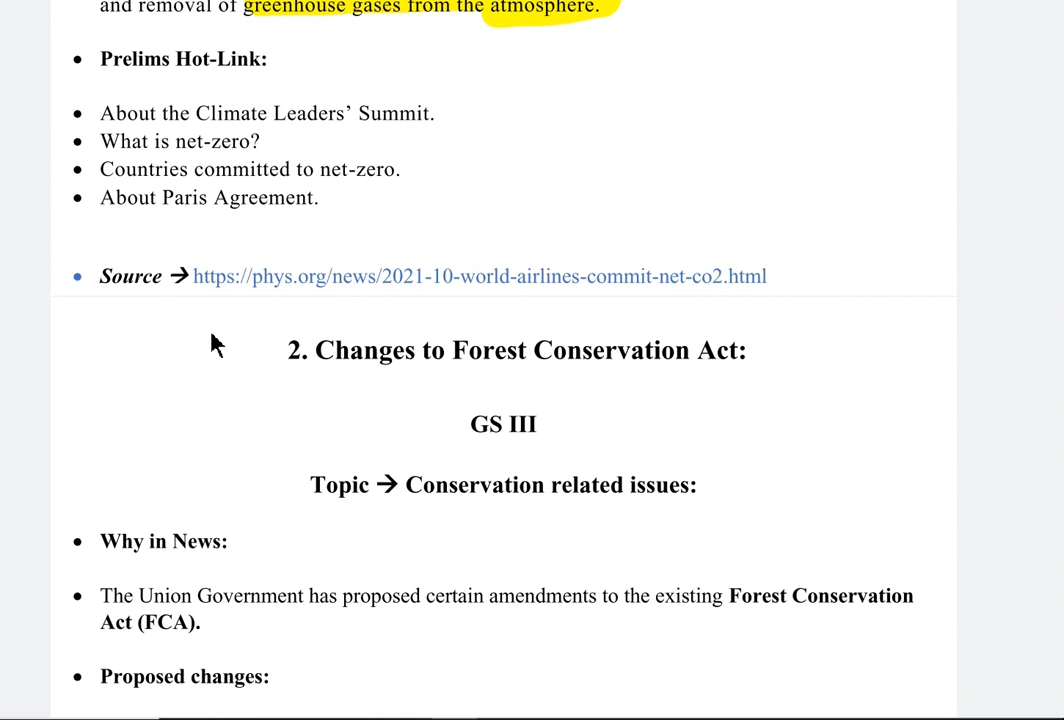 and removal of greenhouse gases from the atmosphere.
• Prelims Hot-Link:
• About the Climate Leaders’ Summit.
• What is net-zero?
• Countries committed to net-zero.
• About Paris Agreement.
• Source → https://phys.org/news/2021-10-world-airlines-commit-net-co2.html
2. Changes to Forest Conservation Act:
GS III
Topic → Conservation related issues:
• Why in News:
• The Union Government has proposed certain amendments to the existing Forest Conservation
Act (FCA).
• Proposed changes: